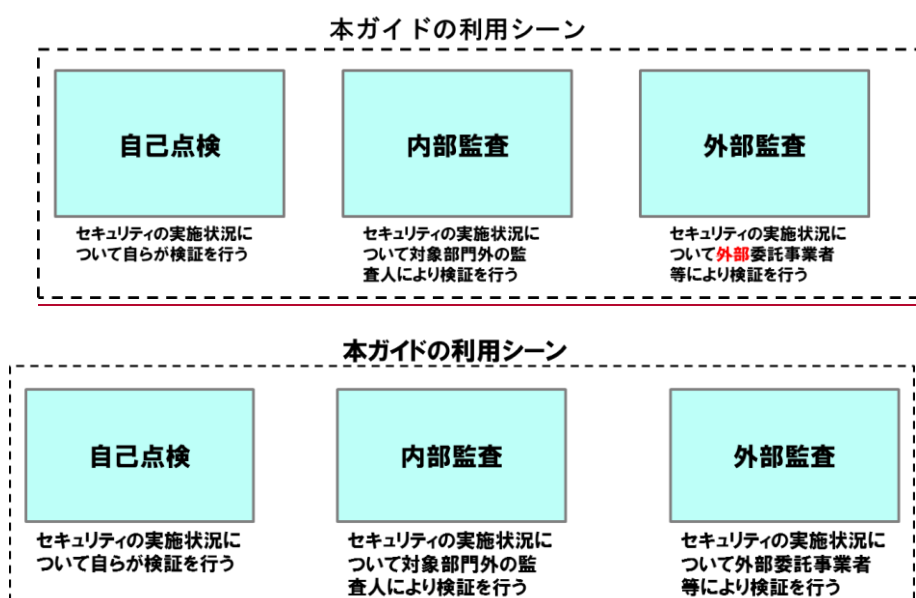 本ガイドの利用シーン
自己点検
内部監査
外部監査
セキュリティの実施状況に
ついて自らが検証を行う
セキュリティの実施状況に
ついて対象部門外の監
査人により検証を行う
セキュリティの実施状況に
ついて外部委託事業者
等により検証を行う
本ガイドの利用シーン
自己点検
内部監査
外部監査
セキュリティの実施状況に
ついて自らが検証を行う
セキュリティの実施状況に
ついて対象部門外の監
査人により検証を行う
セキュリティの実施状況に
ついて外部委託事業者
等により検証を行う